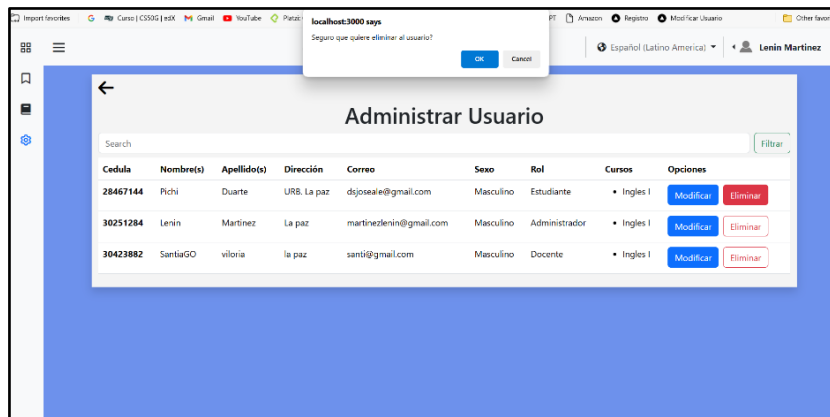 Import favorites G Curso | CS50G | edX Gmail YouTube Platzi PT Amazon Registro Modificar Usuario Other favor
localhost:3000 says
Seguro que quiere eliminar al usuario?
OK Cancel
Español (Latino America) Lenin Martinez
Administrar Usuario
Search Filtrar
Cedula Nombre(s) Apellido(s) Dirección Correo Sexo Rol Cursos Opciones
28467144 Pichi Duarte URB. La paz dsjoseale@gmail.com Masculino Estudiante • Ingles I Modificar Eliminar
30251284 Lenin Martinez La paz martinezlenin@gmail.com Masculino Administrador • Ingles I Modificar Eliminar
30423882 SantiaGO viloria la paz santi@gmail.com Masculino Docente • Ingles I Modificar Eliminar